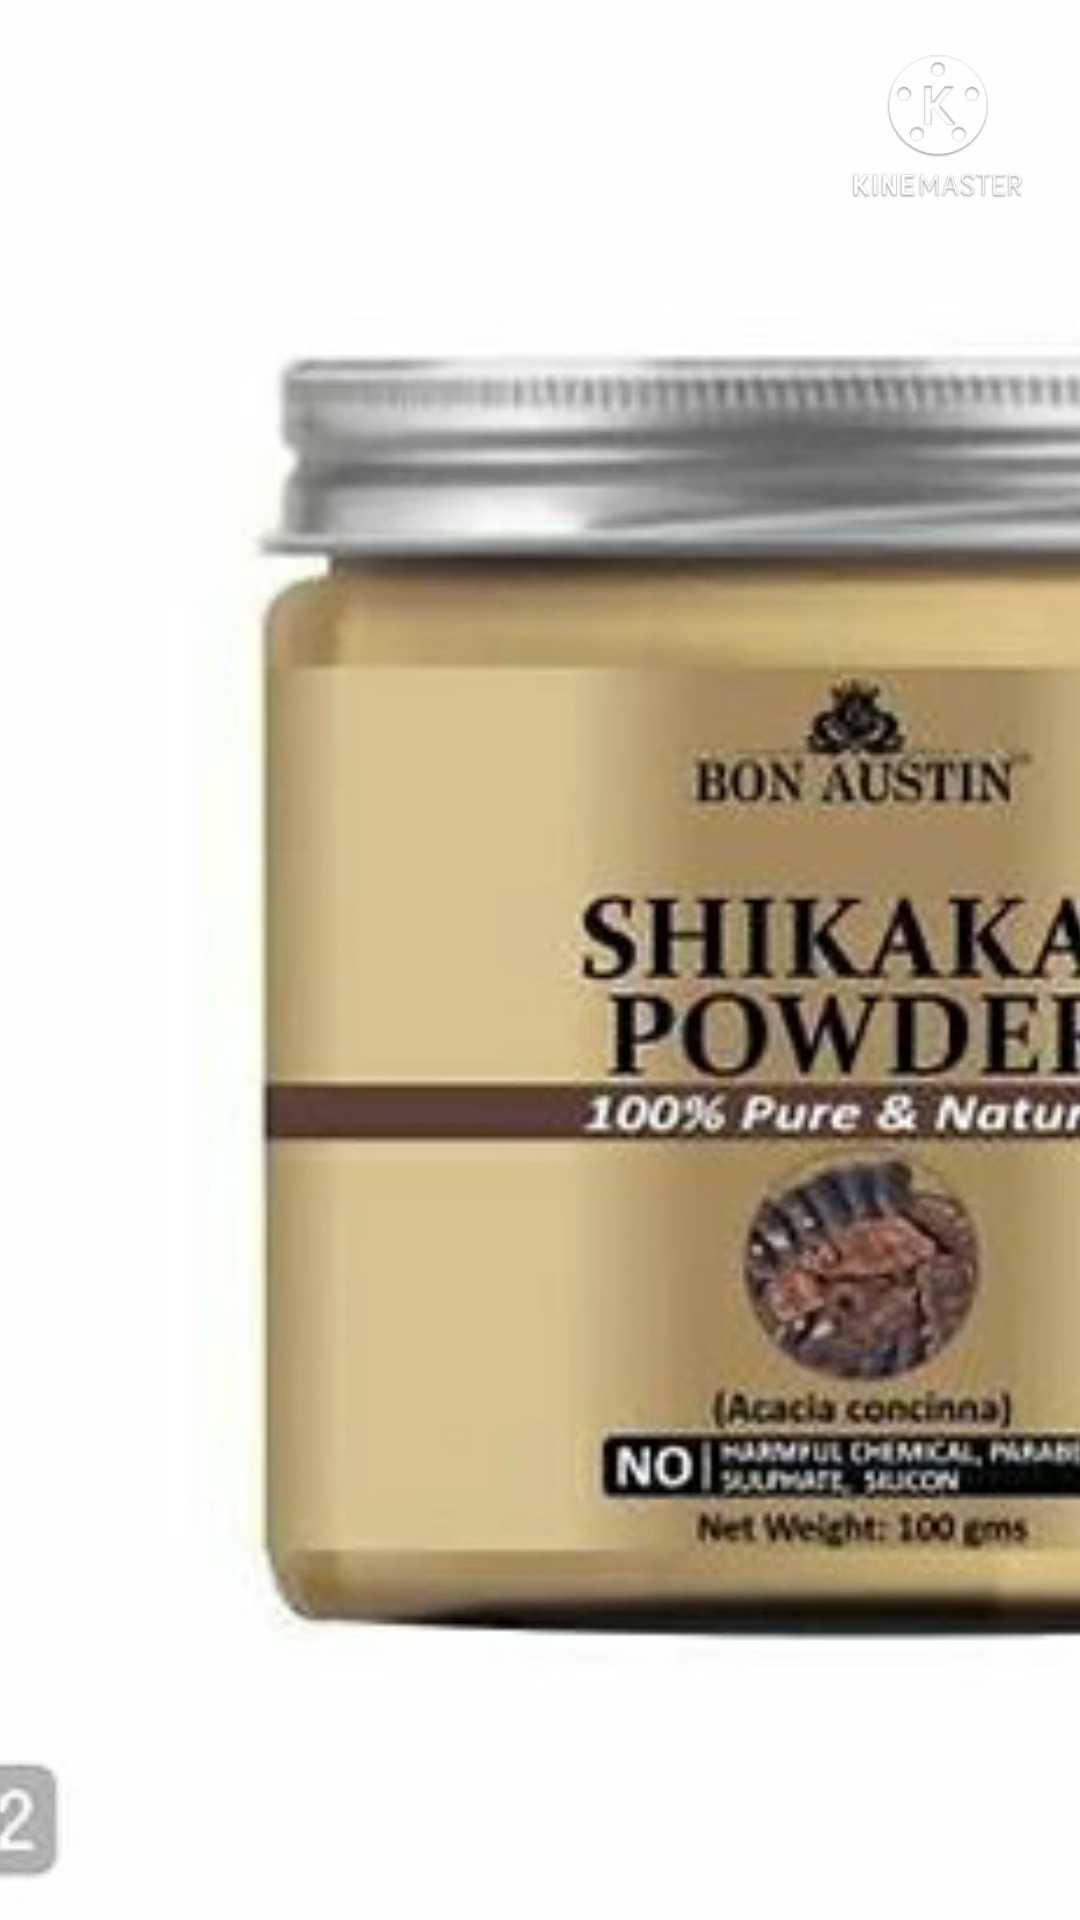 K
KINEMASTER
BON AUSTIN
SHIKAKA
POWDER
100% Pure & Natur
(Acacia concinna)
NO HARMFUL CHEMICAL, PARABE
SULPHATE, SILICON
Net Weight: 100 gms
2